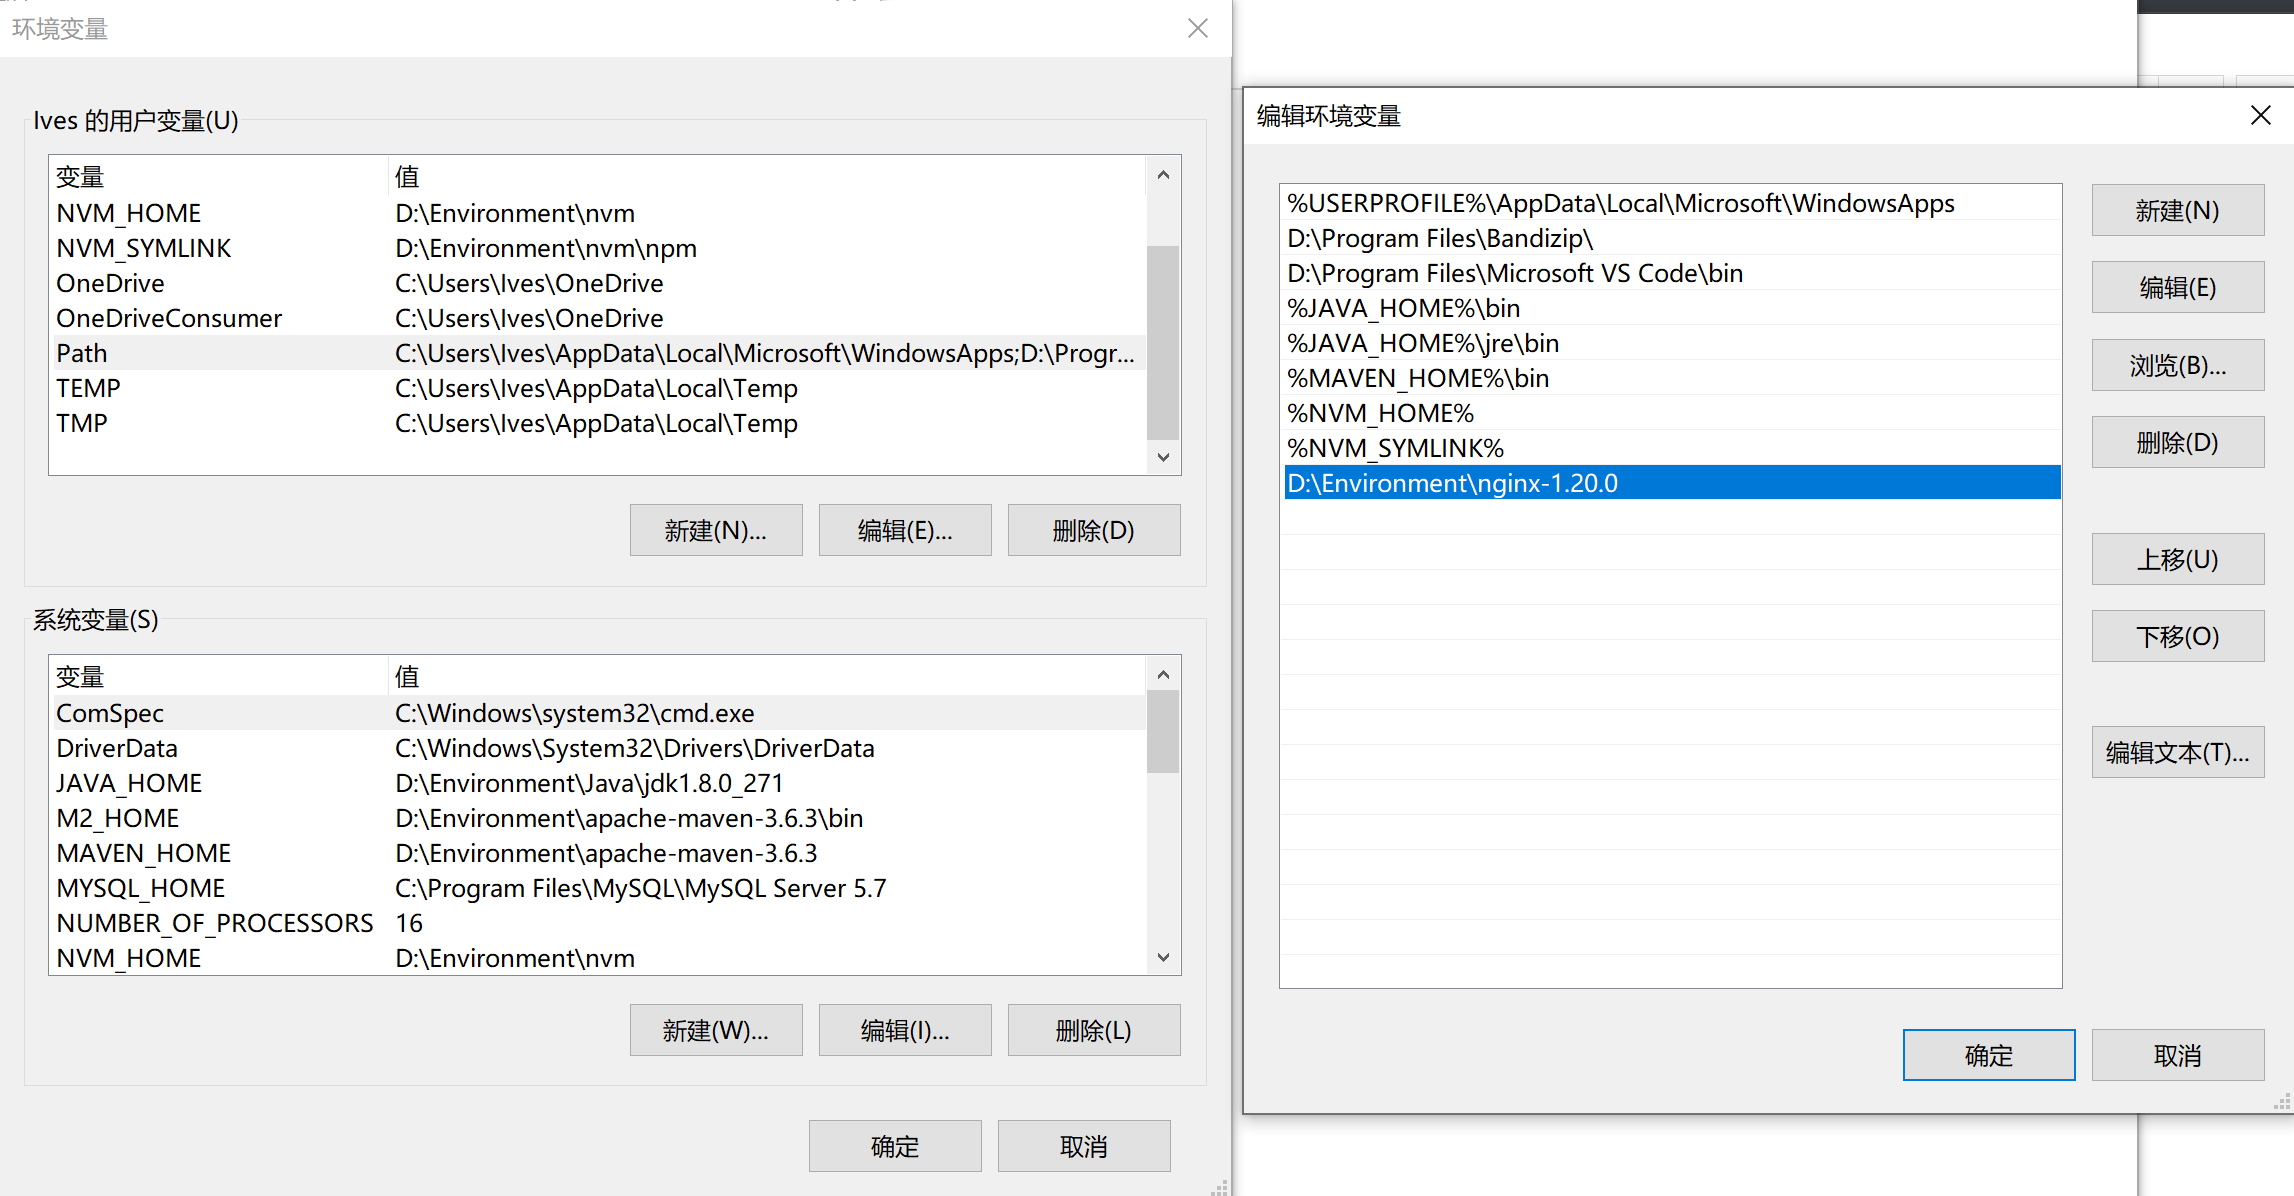 环境变量
Ives 的用户变量(U)
变量 值
NVM_HOME D:\Environment\nvm
NVM_SYMLINK D:\Environment\nvm\npm
OneDrive C:\Users\Ives\OneDrive
OneDriveConsumer C:\Users\Ives\OneDrive
Path C:\Users\Ives\AppData\Local\Microsoft\WindowsApps;D:\Progr...
TEMP C:\Users\Ives\AppData\Local\Temp
TMP C:\Users\Ives\AppData\Local\Temp
新建(N)... 编辑(E)... 删除(D)
系统变量(S)
变量 值
ComSpec C:\Windows\system32\cmd.exe
DriverData C:\Windows\System32\Drivers\DriverData
JAVA_HOME D:\Environment\Java\jdk1.8.0_271
M2_HOME D:\Environment\apache-maven-3.6.3\bin
MAVEN_HOME D:\Environment\apache-maven-3.6.3
MYSQL_HOME C:\Program Files\MySQL\MySQL Server 5.7
NUMBER_OF_PROCESSORS 16
NVM_HOME D:\Environment\nvm
新建(W)... 编辑(I)... 删除(L)
确定 取消
编辑环境变量
%USERPROFILE%\AppData\Local\Microsoft\WindowsApps
D:\Program Files\Bandizip\
D:\Program Files\Microsoft VS Code\bin
%JAVA_HOME%\bin
%JAVA_HOME%\jre\bin
%MAVEN_HOME%\bin
%NVM_HOME%
%NVM_SYMLINK%
D:\Environment\nginx-1.20.0
新建(N)
编辑(E)
浏览(B)...
删除(D)
上移(U)
下移(O)
编辑文本(T)...
确定 取消